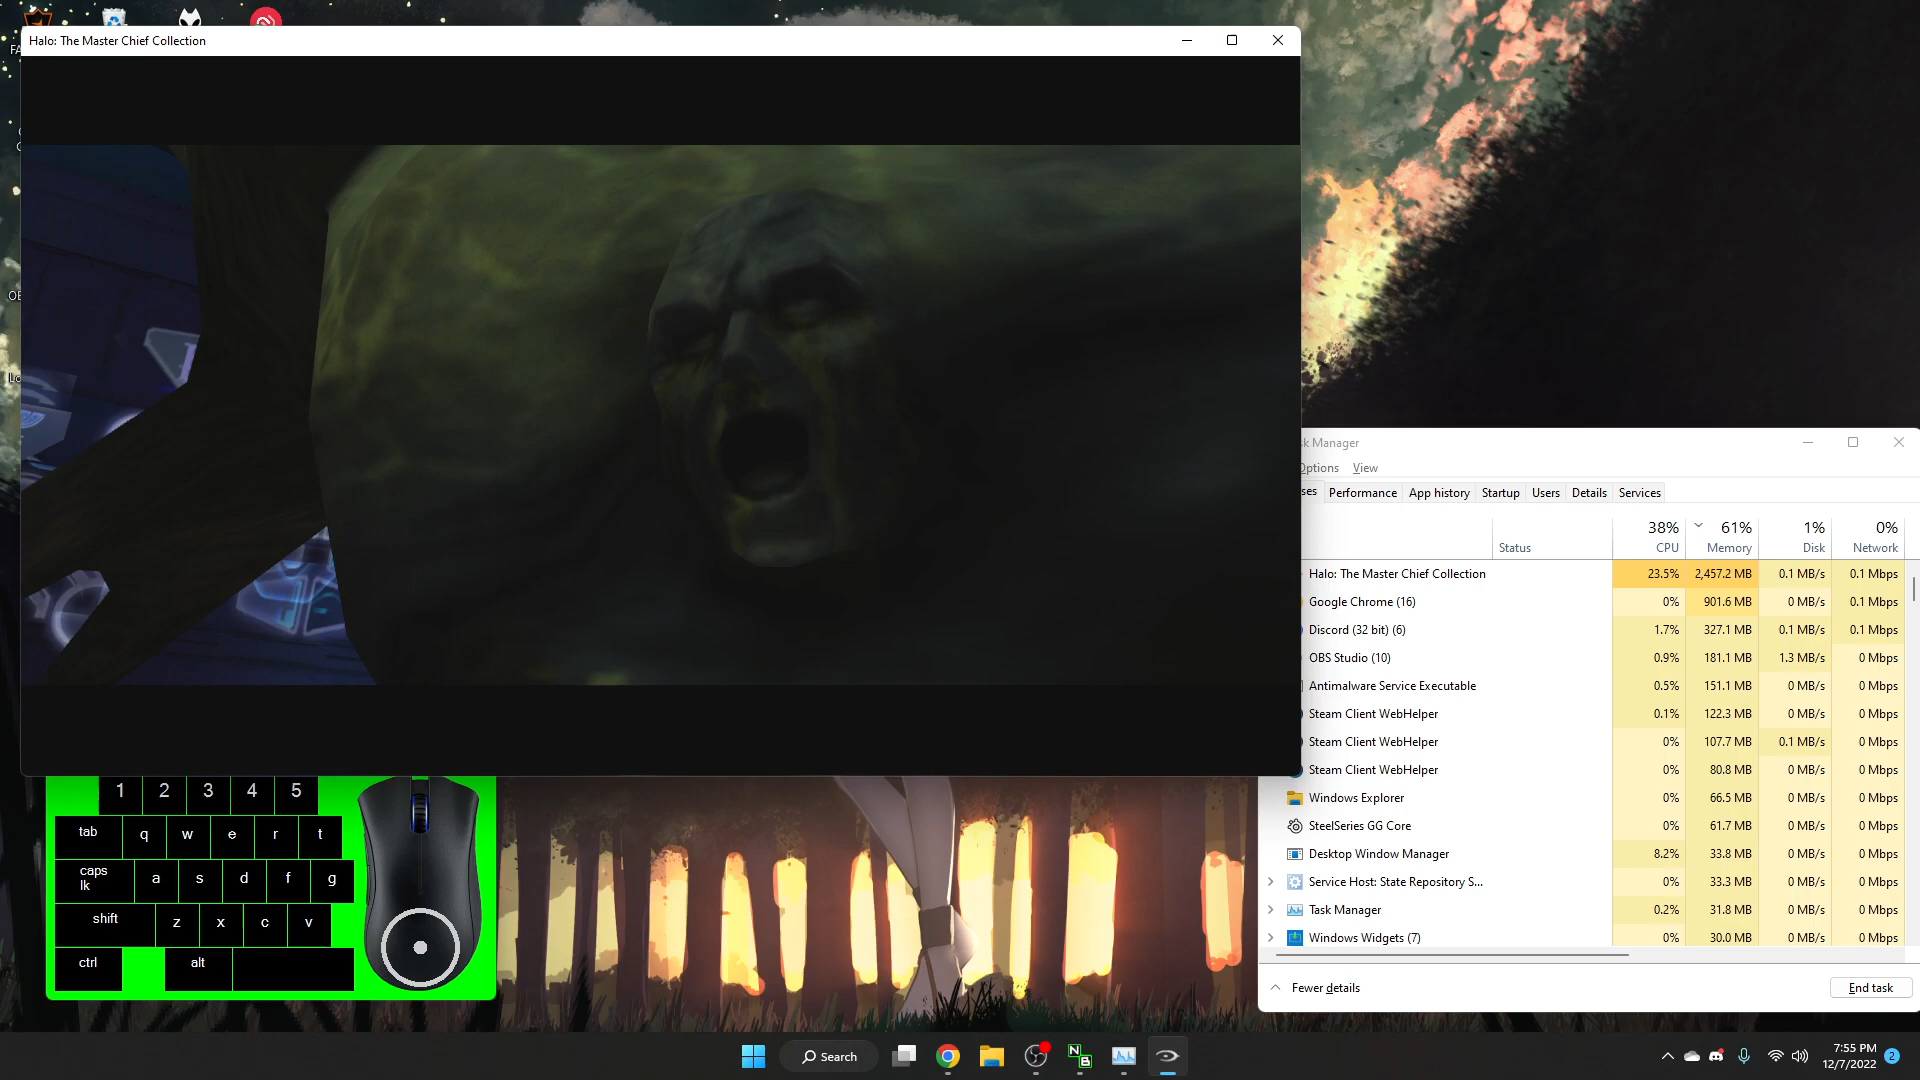 FA
Halo: The Master Chief Collection
OB
Lo
sk Manager
Options View
ses Performance App history Startup Users Details Services
38% 61% 1% 0%
Status CPU Memory Disk Network
Halo: The Master Chief Collection 23.5% 2,457.2 MB 0.1 MB/s 0.1 Mbps
Google Chrome (16) 0% 901.6 MB 0 MB/s 0.1 Mbps
Discord (32 bit) (6) 1.7% 327.1 MB 0.1 MB/s 0.1 Mbps
OBS Studio (10) 0.9% 181.1 MB 1.3 MB/s 0 Mbps
Antimalware Service Executable 0.5% 151.1 MB 0 MB/s 0 Mbps
Steam Client WebHelper 0.1% 122.3 MB 0 MB/s 0 Mbps
Steam Client WebHelper 0% 107.7 MB 0.1 MB/s 0 Mbps
Steam Client WebHelper 0% 80.8 MB 0 MB/s 0 Mbps
Windows Explorer 0% 66.5 MB 0 MB/s 0 Mbps
SteelSeries GG Core 0% 61.7 MB 0 MB/s 0 Mbps
Desktop Window Manager 8.2% 33.8 MB 0 MB/s 0 Mbps
Service Host: State Repository S... 0% 33.3 MB 0 MB/s 0 Mbps
Task Manager 0.2% 31.8 MB 0 MB/s 0 Mbps
Windows Widgets (7) 0% 30.0 MB 0 MB/s 0 Mbps
Fewer details End task
1 2 3 4 5
tab q w e r t
caps lk a s d f g
shift z x c v
ctrl alt
Search
N B
7:55 PM
12/7/2022 2